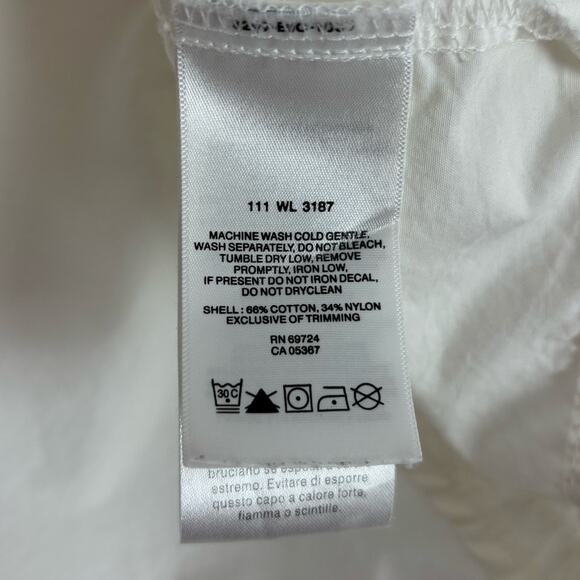 111 WL 3187
MACHINE WASH COLD GENTLE,
WASH SEPARATELY, DO NOT BLEACH,
TUMBLE DRY LOW, REMOVE
PROMPTLY, IRON LOW,
IF PRESENT DO NOT IRON DECAL,
DO NOT DRYCLEAN
SHELL: 66% COTTON, 34% NYLON
EXCLUSIVE OF TRIMMING
RN 69724
CA 05367
30 C
bruciano se
estremo. Evitare di esporre
questo capo a calore forte,
fiamma o scintille.